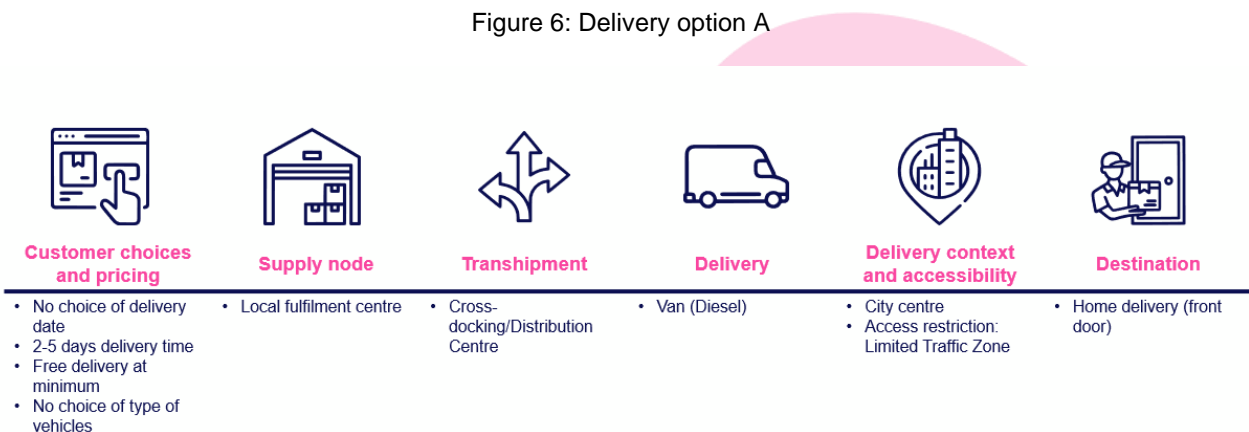 Figure 6: Delivery option A
Customer choices
and pricing
Supply node
Transhipment
Delivery
Delivery context
and accessibility
Destination
• No choice of delivery
date
• 2-5 days delivery time
• Free delivery at
minimum
• No choice of type of
vehicles
• Local fulfilment centre
• Cross-
docking/Distribution
Centre
• Van (Diesel)
• City centre
• Access restriction:
Limited Traffic Zone
• Home delivery (front
door)